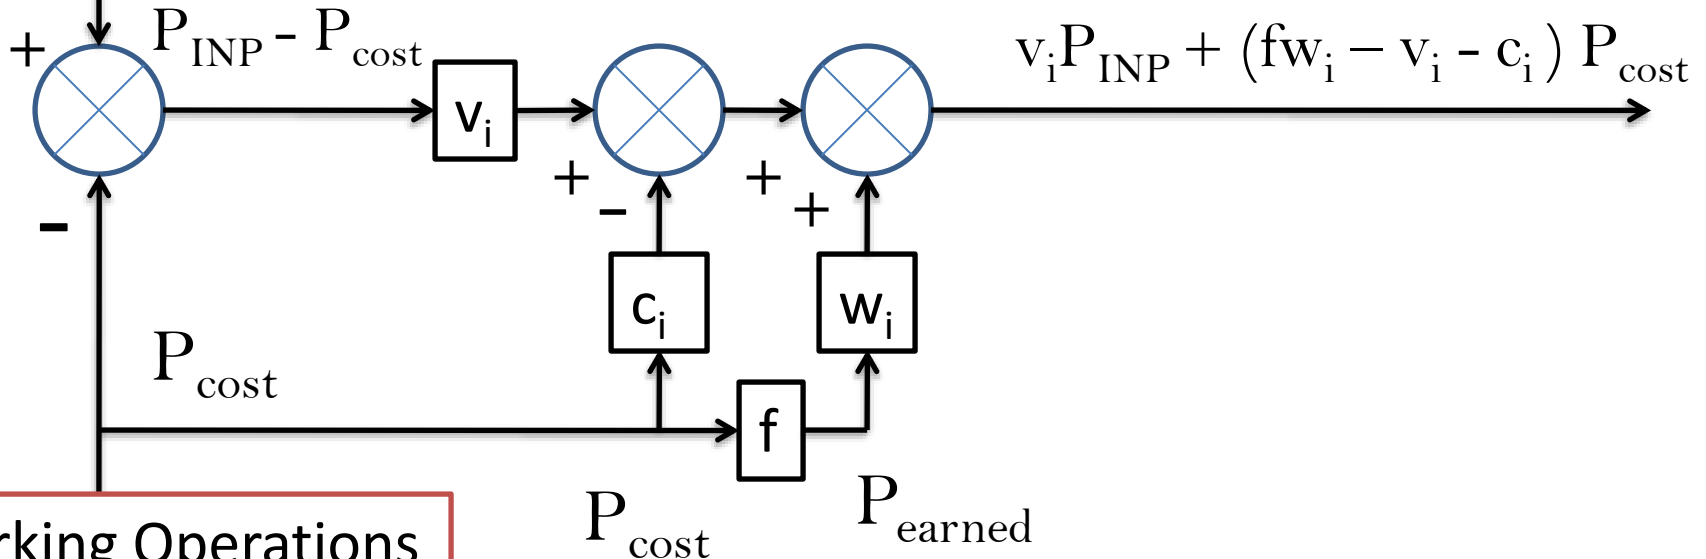 +
P_INP - P_cost
v_iP_INP + (fw_i – v_i - c_i ) P_cost
v_i
+
-
+
+
-
c_i
w_i
P_cost
f
P_cost
P_earned
rking Operations